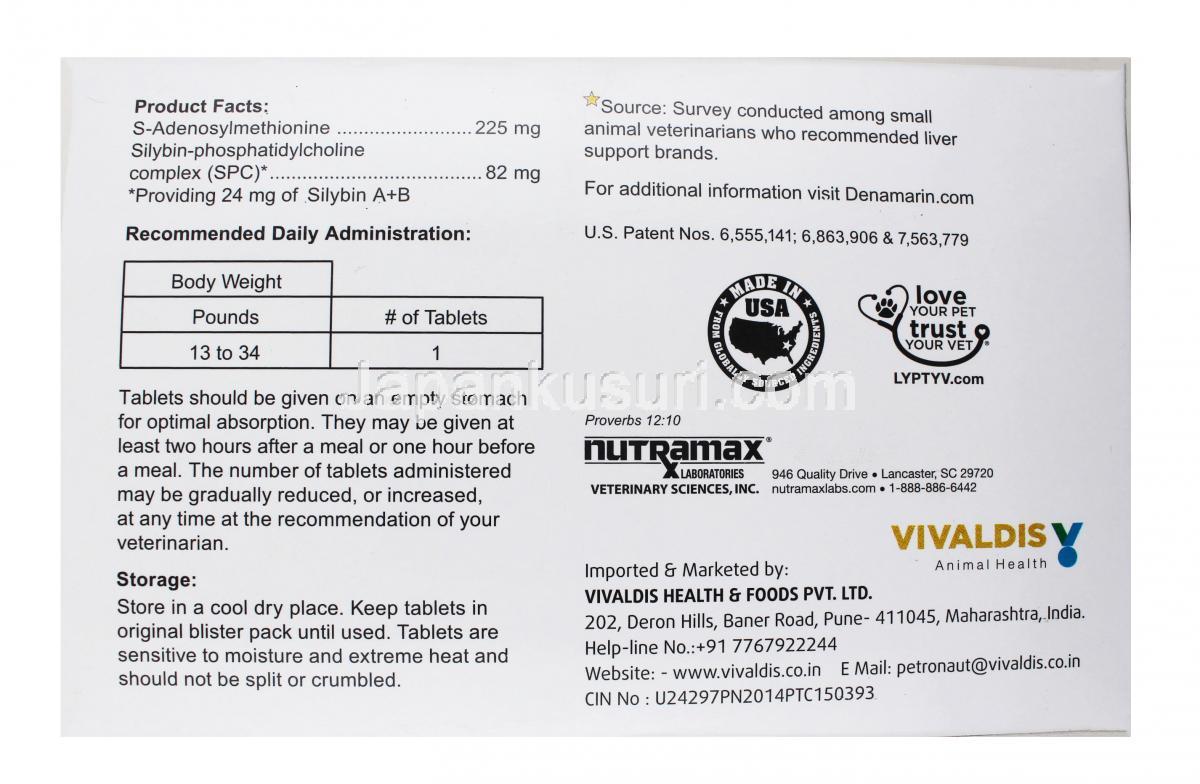 Product Facts:
S-Adenosylmethionine ......................... 225 mg
Silybin-phosphatidylcholine
complex (SPC)*........................................ 82 mg
*Providing 24 mg of Silybin A+B
Recommended Daily Administration:
Body Weight
Pounds # of Tablets
13 to 34 1
Tablets should be given on an empty stomach
for optimal absorption. They may be given at
least two hours after a meal or one hour before
a meal. The number of tablets administered
may be gradually reduced, or increased,
at any time at the recommendation of your
veterinarian.
Storage:
Store in a cool dry place. Keep tablets in
original blister pack until used. Tablets are
sensitive to moisture and extreme heat and
should not be split or crumbled.
Source: Survey conducted among small
animal veterinarians who recommended liver
support brands.
For additional information visit Denamarin.com
U.S. Patent Nos. 6,555,141; 6,863,906 & 7,563,779
MADE IN
USA
FROM GLOBALLY SOURCED INGREDIENTS
love
YOUR PET
trust
YOUR VET®
LYPTYV.com
Japankusuri.com
Proverbs 12:10
nutramax®
LABORATORIES
VETERINARY SCIENCES, INC.
946 Quality Drive • Lancaster, SC 29720
nutramaxlabs.com • 1-888-886-6442
VIVALDIS
Animal Health
Imported & Marketed by:
VIVALDIS HEALTH & FOODS PVT. LTD.
202, Deron Hills, Baner Road, Pune- 411045, Maharashtra, India.
Help-line No.:+91 7767922244
Website: - www.vivaldis.co.in E Mail: petronaut@vivaldis.co.in
CIN No : U24297PN2014PTC150393